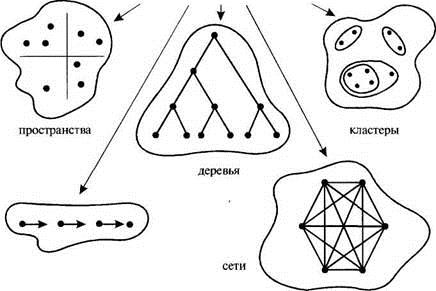 пространства
кластеры
деревья
сети